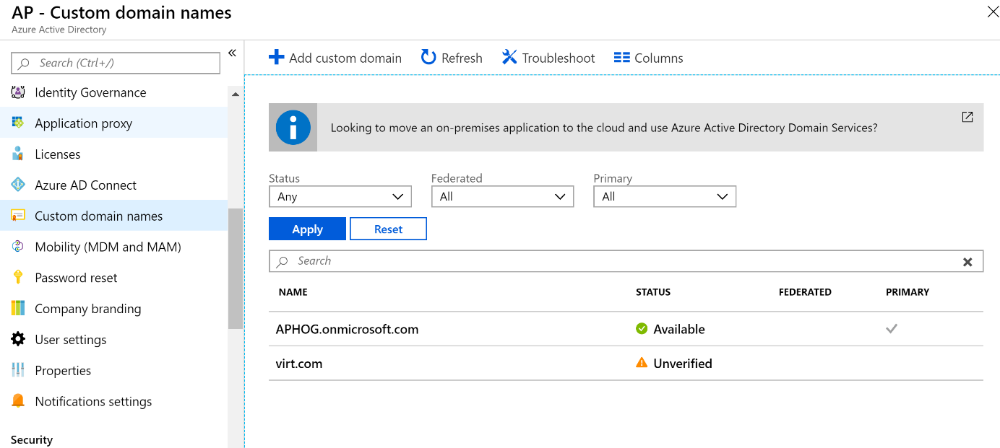 AP - Custom domain names
Azure Active Directory
Search (Ctrl+/)
Identity Governance
Application proxy
Licenses
Azure AD Connect
Custom domain names
Mobility (MDM and MAM)
Password reset
Company branding
User settings
Properties
Notifications settings
Security
Add custom domain Refresh Troubleshoot Columns
Looking to move an on-premises application to the cloud and use Azure Active Directory Domain Services?
Status Federated Primary
Any All All
Apply Reset
Search
NAME STATUS FEDERATED PRIMARY
APHOG.onmicrosoft.com Available
virt.com Unverified